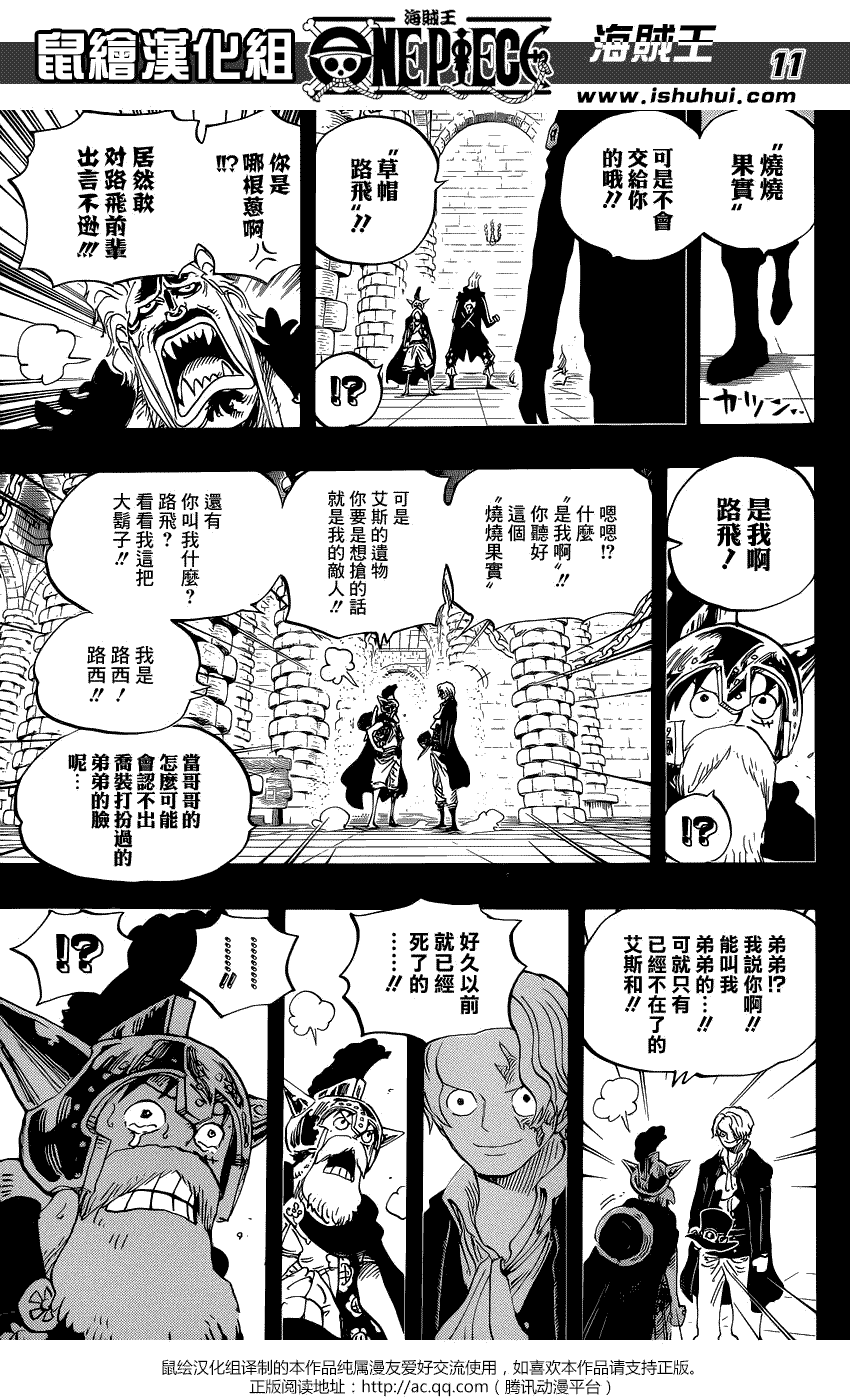 鼠繪漢化組
海賊王
ONE PIECE
海賊王
11
www.ishuhui.com
“燒燒
果實”
可是不會
交給你
的哦!!
“草帽
路飛”!!
!?
カツン..
你是
哪根蔥啊
!!?
居然敢
对路飛前輩
出言不遜!!!
是我啊
路飛!
!?
嗯嗯!?
什麼
“是我啊”!!
你聽好
這個
“燒燒果實”
可是
艾斯的遺物
你要是想搶的話
就是我的敵人!!
還有
你叫我什麼?
路飛?
看看我這把
大鬍子!!
我是
路西!
路西!!
當哥哥的
怎麼可能
會認不出
喬裝打扮過的
弟弟的臉
呢…
弟弟!?
我説你啊!!
能叫我
弟弟的…!!
可就只有
已經不在了的
艾斯和!!
好久以前
就已經
死了的
……!!
………!!
!?
鼠绘汉化组译制的本作品纯属漫友爱好交流使用，如喜欢本作品请支持正版。
正版阅读地址：http://ac.qq.com（腾讯动漫平台）